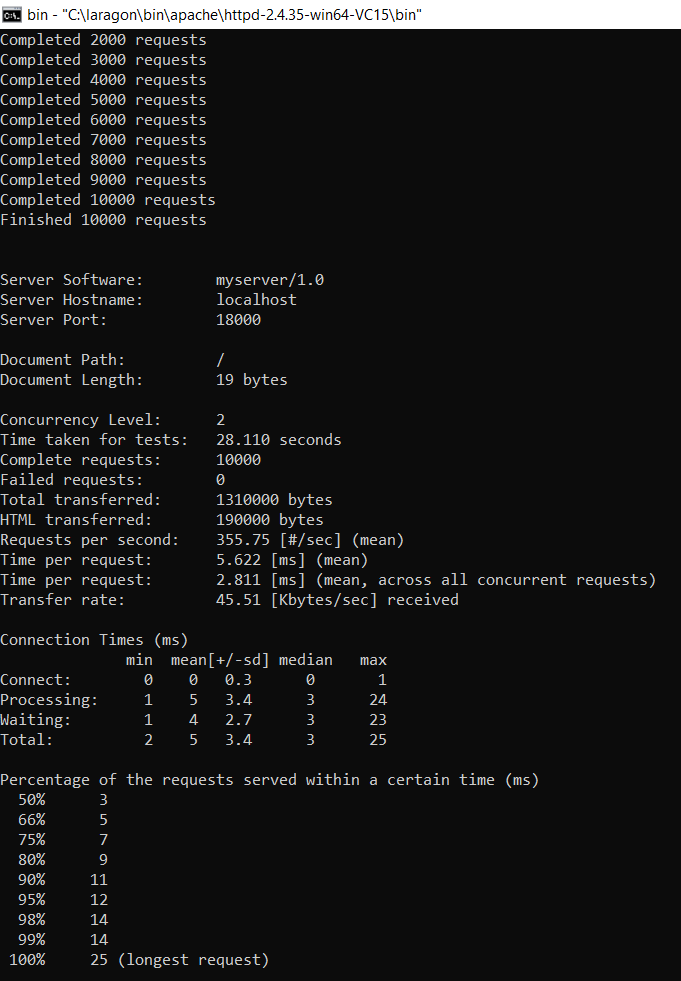 bin - "C:\laragon\bin\apache\httpd-2.4.35-win64-VC15\bin"
Completed 2000 requests
Completed 3000 requests
Completed 4000 requests
Completed 5000 requests
Completed 6000 requests
Completed 7000 requests
Completed 8000 requests
Completed 9000 requests
Completed 10000 requests
Finished 10000 requests
Server Software:        myserver/1.0
Server Hostname:        localhost
Server Port:            18000
Document Path:          /
Document Length:        19 bytes
Concurrency Level:      2
Time taken for tests:   28.110 seconds
Complete requests:      10000
Failed requests:        0
Total transferred:      1310000 bytes
HTML transferred:       190000 bytes
Requests per second:    355.75 [#/sec] (mean)
Time per request:       5.622 [ms] (mean)
Time per request:       2.811 [ms] (mean, across all concurrent requests)
Transfer rate:          45.51 [Kbytes/sec] received
Connection Times (ms)
              min  mean[+/-sd] median   max
Connect:        0    0   0.3      0       1
Processing:     1    5   3.4      3      24
Waiting:        1    4   2.7      3      23
Total:          2    5   3.4      3      25
Percentage of the requests served within a certain time (ms)
  50%      3
  66%      5
  75%      7
  80%      9
  90%     11
  95%     12
  98%     14
  99%     14
 100%     25 (longest request)